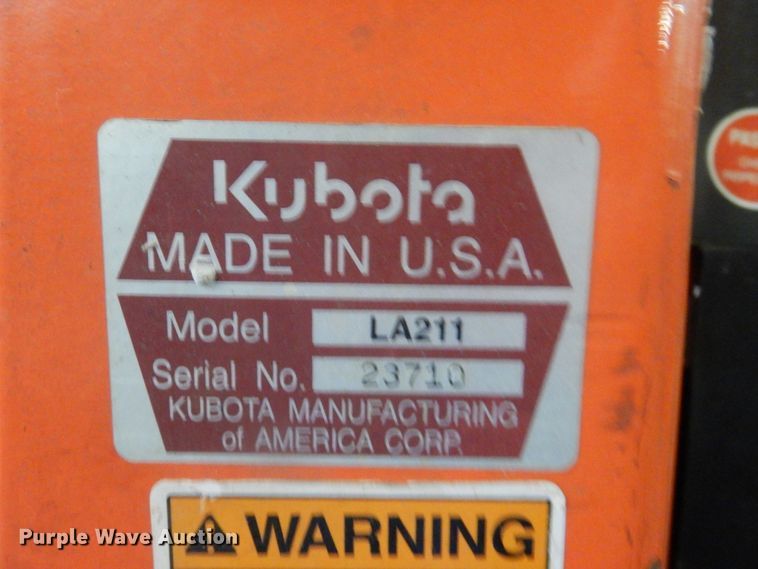 Kubota
MADE IN U.S.A.
Model LA211
Serial No. 23710
KUBOTA MANUFACTURING
of AMERICA CORP.
WARNING
Purple Wave Auction